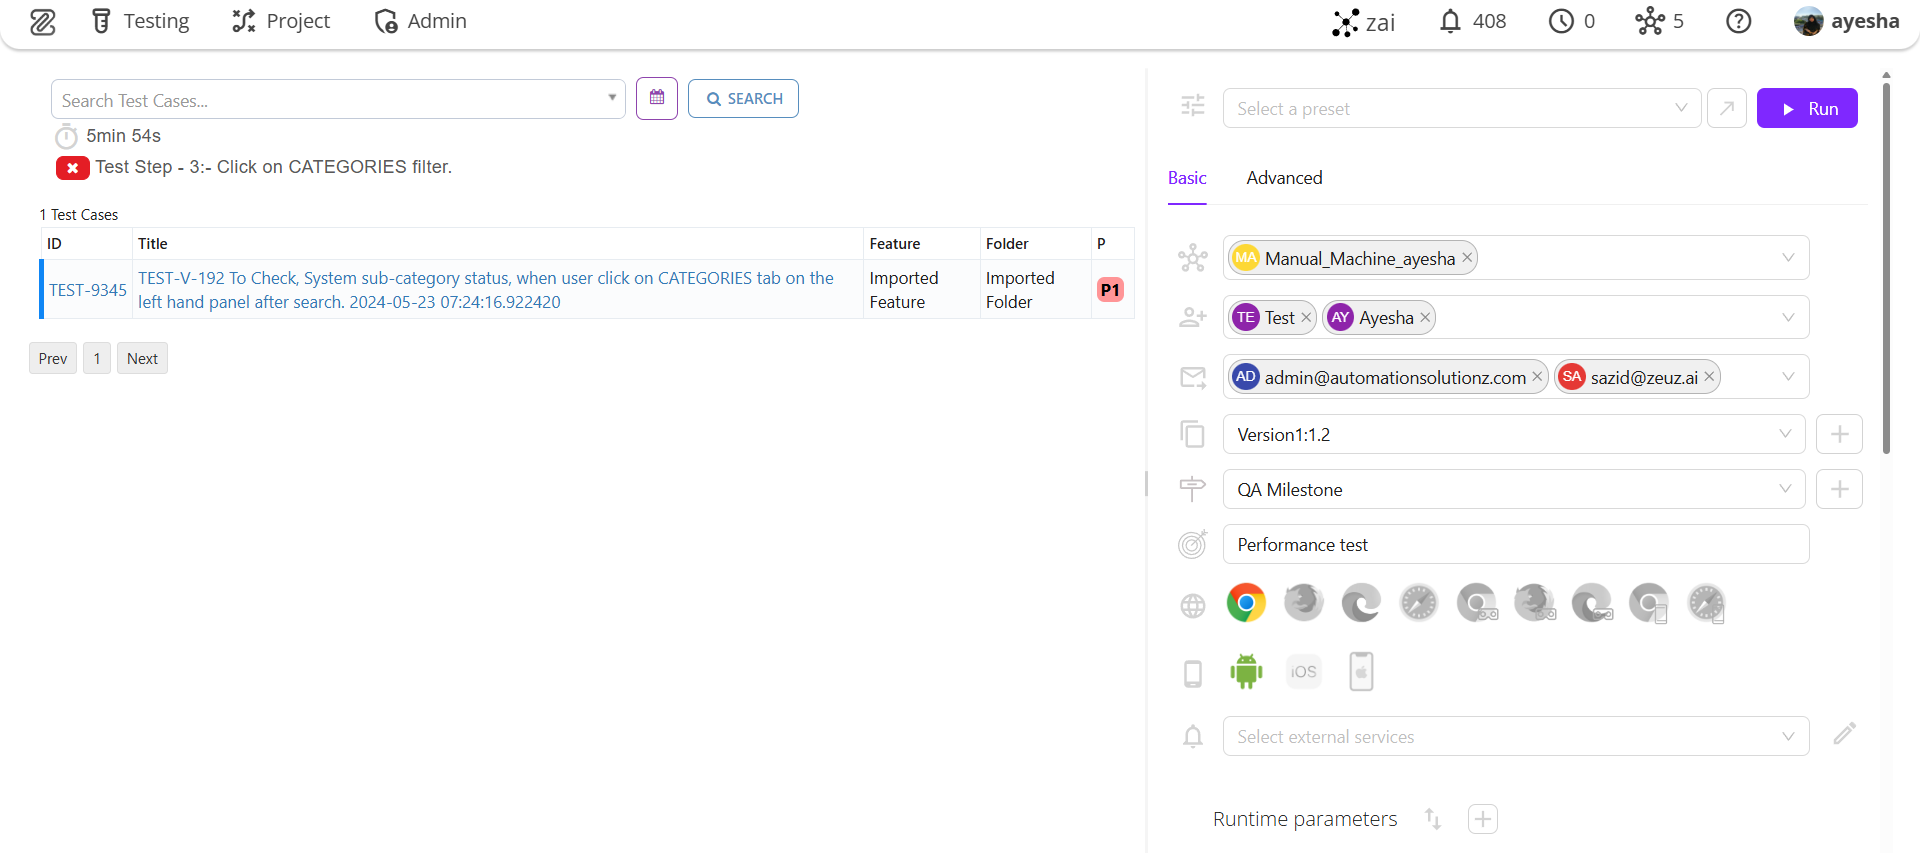 Testing
Project
Admin
zai
408
0
5
ayesha
Search Test Cases...
SEARCH
5min 54s
Test Step - 3:- Click on CATEGORIES filter.
1 Test Cases
ID
Title
Feature
Folder
P
TEST-9345
TEST-V-192 To Check, System sub-category status, when user click on CATEGORIES tab on the
left hand panel after search. 2024-05-23 07:24:16.922420
Imported
Feature
Imported
Folder
P1
Prev
1
Next
Select a preset
Run
Basic
Advanced
MA Manual_Machine_ayesha
TE Test
AY Ayesha
AD admin@automationsolutionz.com
SA sazid@zeuz.ai
Version1:1.2
QA Milestone
Performance test
iOS
Select external services
Runtime parameters